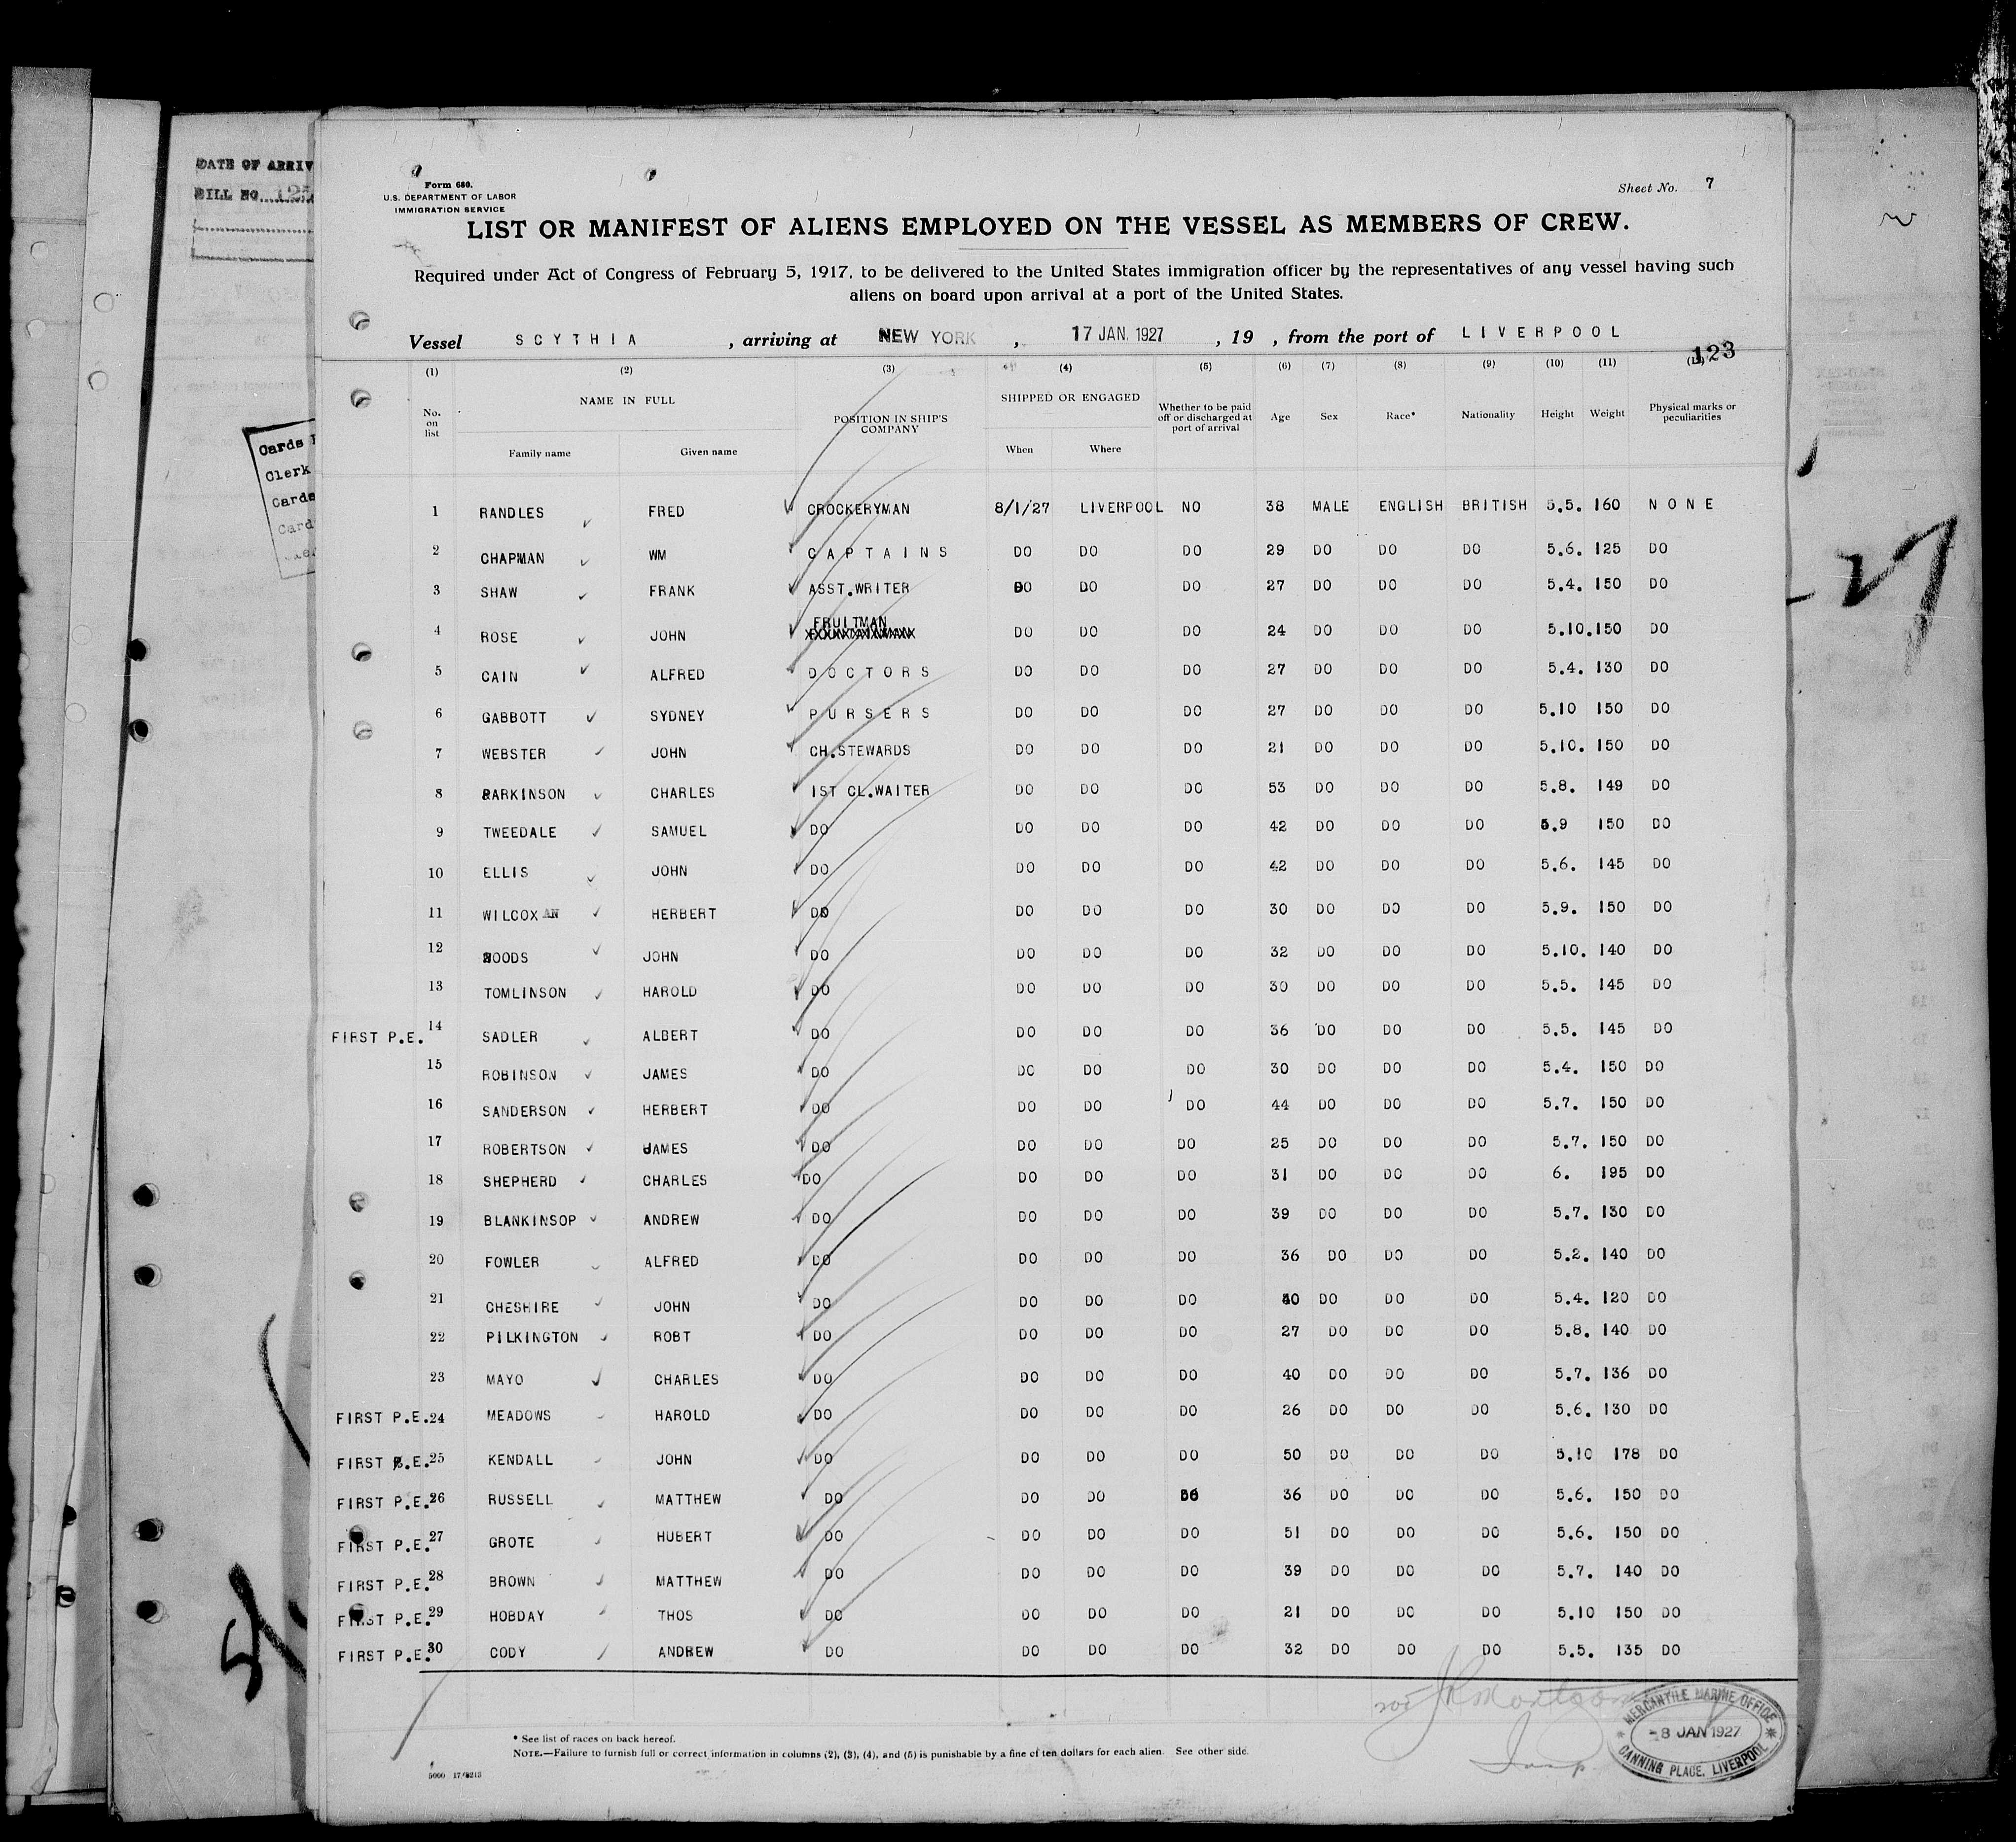 DATE OF ARRIV
BILL NO.
Cards
Clerk
Cards
Card
Form 680.
U.S. DEPARTMENT OF LABOR
IMMIGRATION SERVICE
Sheet No. 7
LIST OR MANIFEST OF ALIENS EMPLOYED ON THE VESSEL AS MEMBERS OF CREW.
Required under Act of Congress of February 5, 1917, to be delivered to the United States immigration officer by the representatives of any vessel having such
aliens on board upon arrival at a port of the United States.
Vessel SCYTHIA , arriving at NEW YORK , 17 JAN. 1927 , 19 , from the port of LIVERPOOL
123
(1) (2) (3) (4) (5) (6) (7) (8) (9) (10) (11)
No. on list NAME IN FULL Family name Given name POSITION IN SHIP'S COMPANY SHIPPED OR ENGAGED When Where Whether to be paid off or discharged at port of arrival Age Sex Race* Nationality Height Weight Physical marks or peculiarities
1 RANDLES FRED CROCKERYMAN 8/1/27 LIVERPOOL NO 38 MALE ENGLISH BRITISH 5.5. 160 NONE
2 CHAPMAN WM CAPTAINS DO DO DO 29 DO DO DO 5.6. 125 DO
3 SHAW FRANK ASST.WRITER DO DO DO 27 DO DO DO 5.4. 150 DO
4 ROSE JOHN FRUITMAN DO DO DO 24 DO DO DO 5.10. 150 DO
5 CAIN ALFRED DOCTORS DO DO DO 27 DO DO DO 5.4. 130 DO
6 GABBOTT SYDNEY PURSERS DO DO DO 27 DO DO DO 5.10 150 DO
7 WEBSTER JOHN CH.STEWARDS DO DO DO 21 DO DO DO 5.10. 150 DO
8 PARKINSON CHARLES 1ST CL.WAITER DO DO DO 53 DO DO DO 5.8. 149 DO
9 TWEEDALE SAMUEL DO DO DO DO 42 DO DO DO 5.9 150 DO
10 ELLIS JOHN DO DO DO DO 42 DO DO DO 5.6. 145 DO
11 WILCOX HERBERT DO DO DO DO 30 DO DO DO 5.9. 150 DO
12 WOODS JOHN DO DO DO DO 32 DO DO DO 5.10. 140 DO
13 TOMLINSON HAROLD DO DO DO DO 30 DO DO DO 5.5. 145 DO
FIRST P.E. 14 SADLER ALBERT DO DO DO DO 36 DO DO DO 5.5. 145 DO
15 ROBINSON JAMES DO DO DO DO 30 DO DO DO 5.4. 150 DO
16 SANDERSON HERBERT DO DO DO DO 44 DO DO DO 5.7. 150 DO
17 ROBERTSON JAMES DO DO DO DO 25 DO DO DO 5.7. 150 DO
18 SHEPHERD CHARLES DO DO DO DO 31 DO DO DO 6. 195 DO
19 BLANKINSOP ANDREW DO DO DO DO 39 DO DO DO 5.7. 130 DO
20 FOWLER ALFRED DO DO DO DO 36 DO DO DO 5.2. 140 DO
21 CHESHIRE JOHN DO DO DO DO 40 DO DO DO 5.4. 120 DO
22 PILKINGTON ROBT DO DO DO DO 27 DO DO DO 5.8. 140 DO
23 MAYO CHARLES DO DO DO DO 40 DO DO DO 5.7. 136 DO
FIRST P.E. 24 MEADOWS HAROLD DO DO DO DO 26 DO DO DO 5.6. 130 DO
FIRST P.E. 25 KENDALL JOHN DO DO DO DO 50 DO DO DO 5.10 178 DO
FIRST P.E. 26 RUSSELL MATTHEW DO DO DO DO 36 DO DO DO 5.6. 150 DO
FIRST P.E. 27 GROTE HUBERT DO DO DO DO 51 DO DO DO 5.6. 150 DO
FIRST P.E. 28 BROWN MATTHEW DO DO DO DO 39 DO DO DO 5.7. 140 DO
FIRST P.E. 29 HOBDAY THOS DO DO DO DO 21 DO DO DO 5.10 150 DO
FIRST P.E. 30 CODY ANDREW DO DO DO DO 32 DO DO DO 5.5. 135 DO
MERCANTILE MARINE OFFICE
-8 JAN 1927
CANNING PLACE, LIVERPOOL
* See list of races on back hereof.
NOTE.—Failure to furnish full or correct information in columns (2), (3), (4), and (5) is punishable by a fine of ten dollars for each alien. See other side.
27